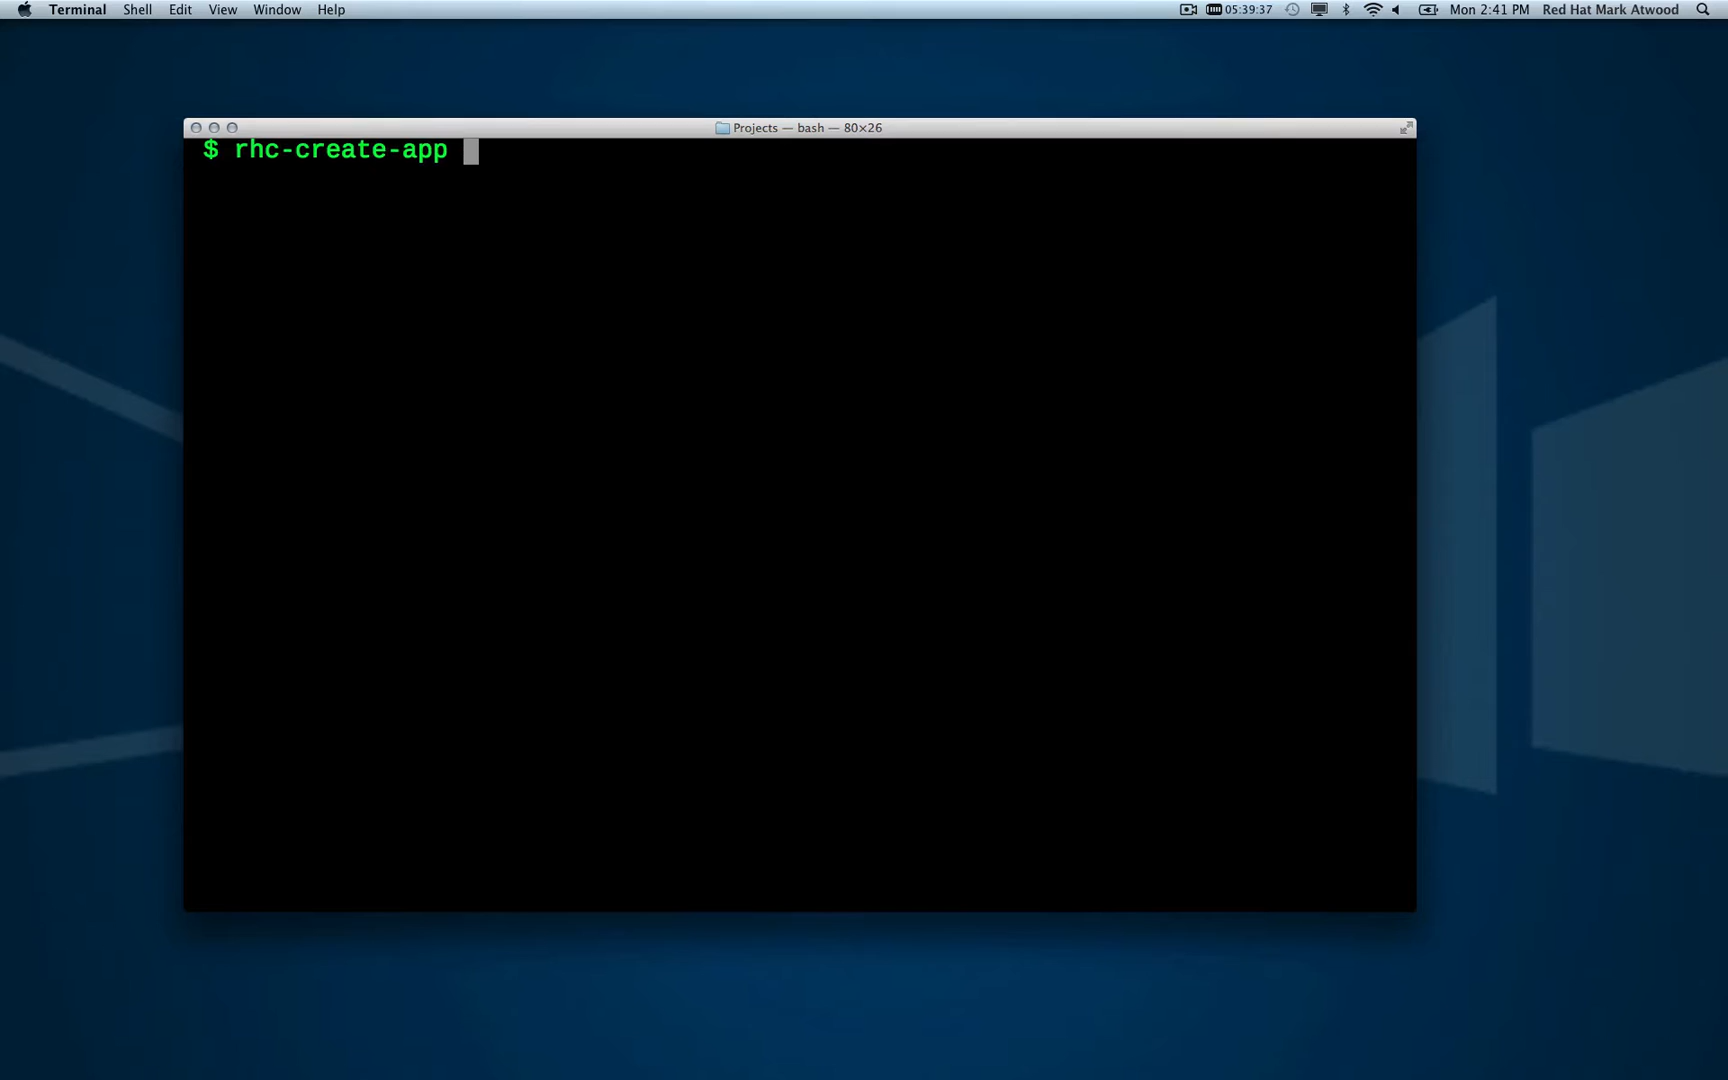 Terminal Shell Edit View Window Help 05:39:37 Mon 2:41 PM Red Hat Mark Atwood
Projects — bash — 80×26
$ rhc-create-app